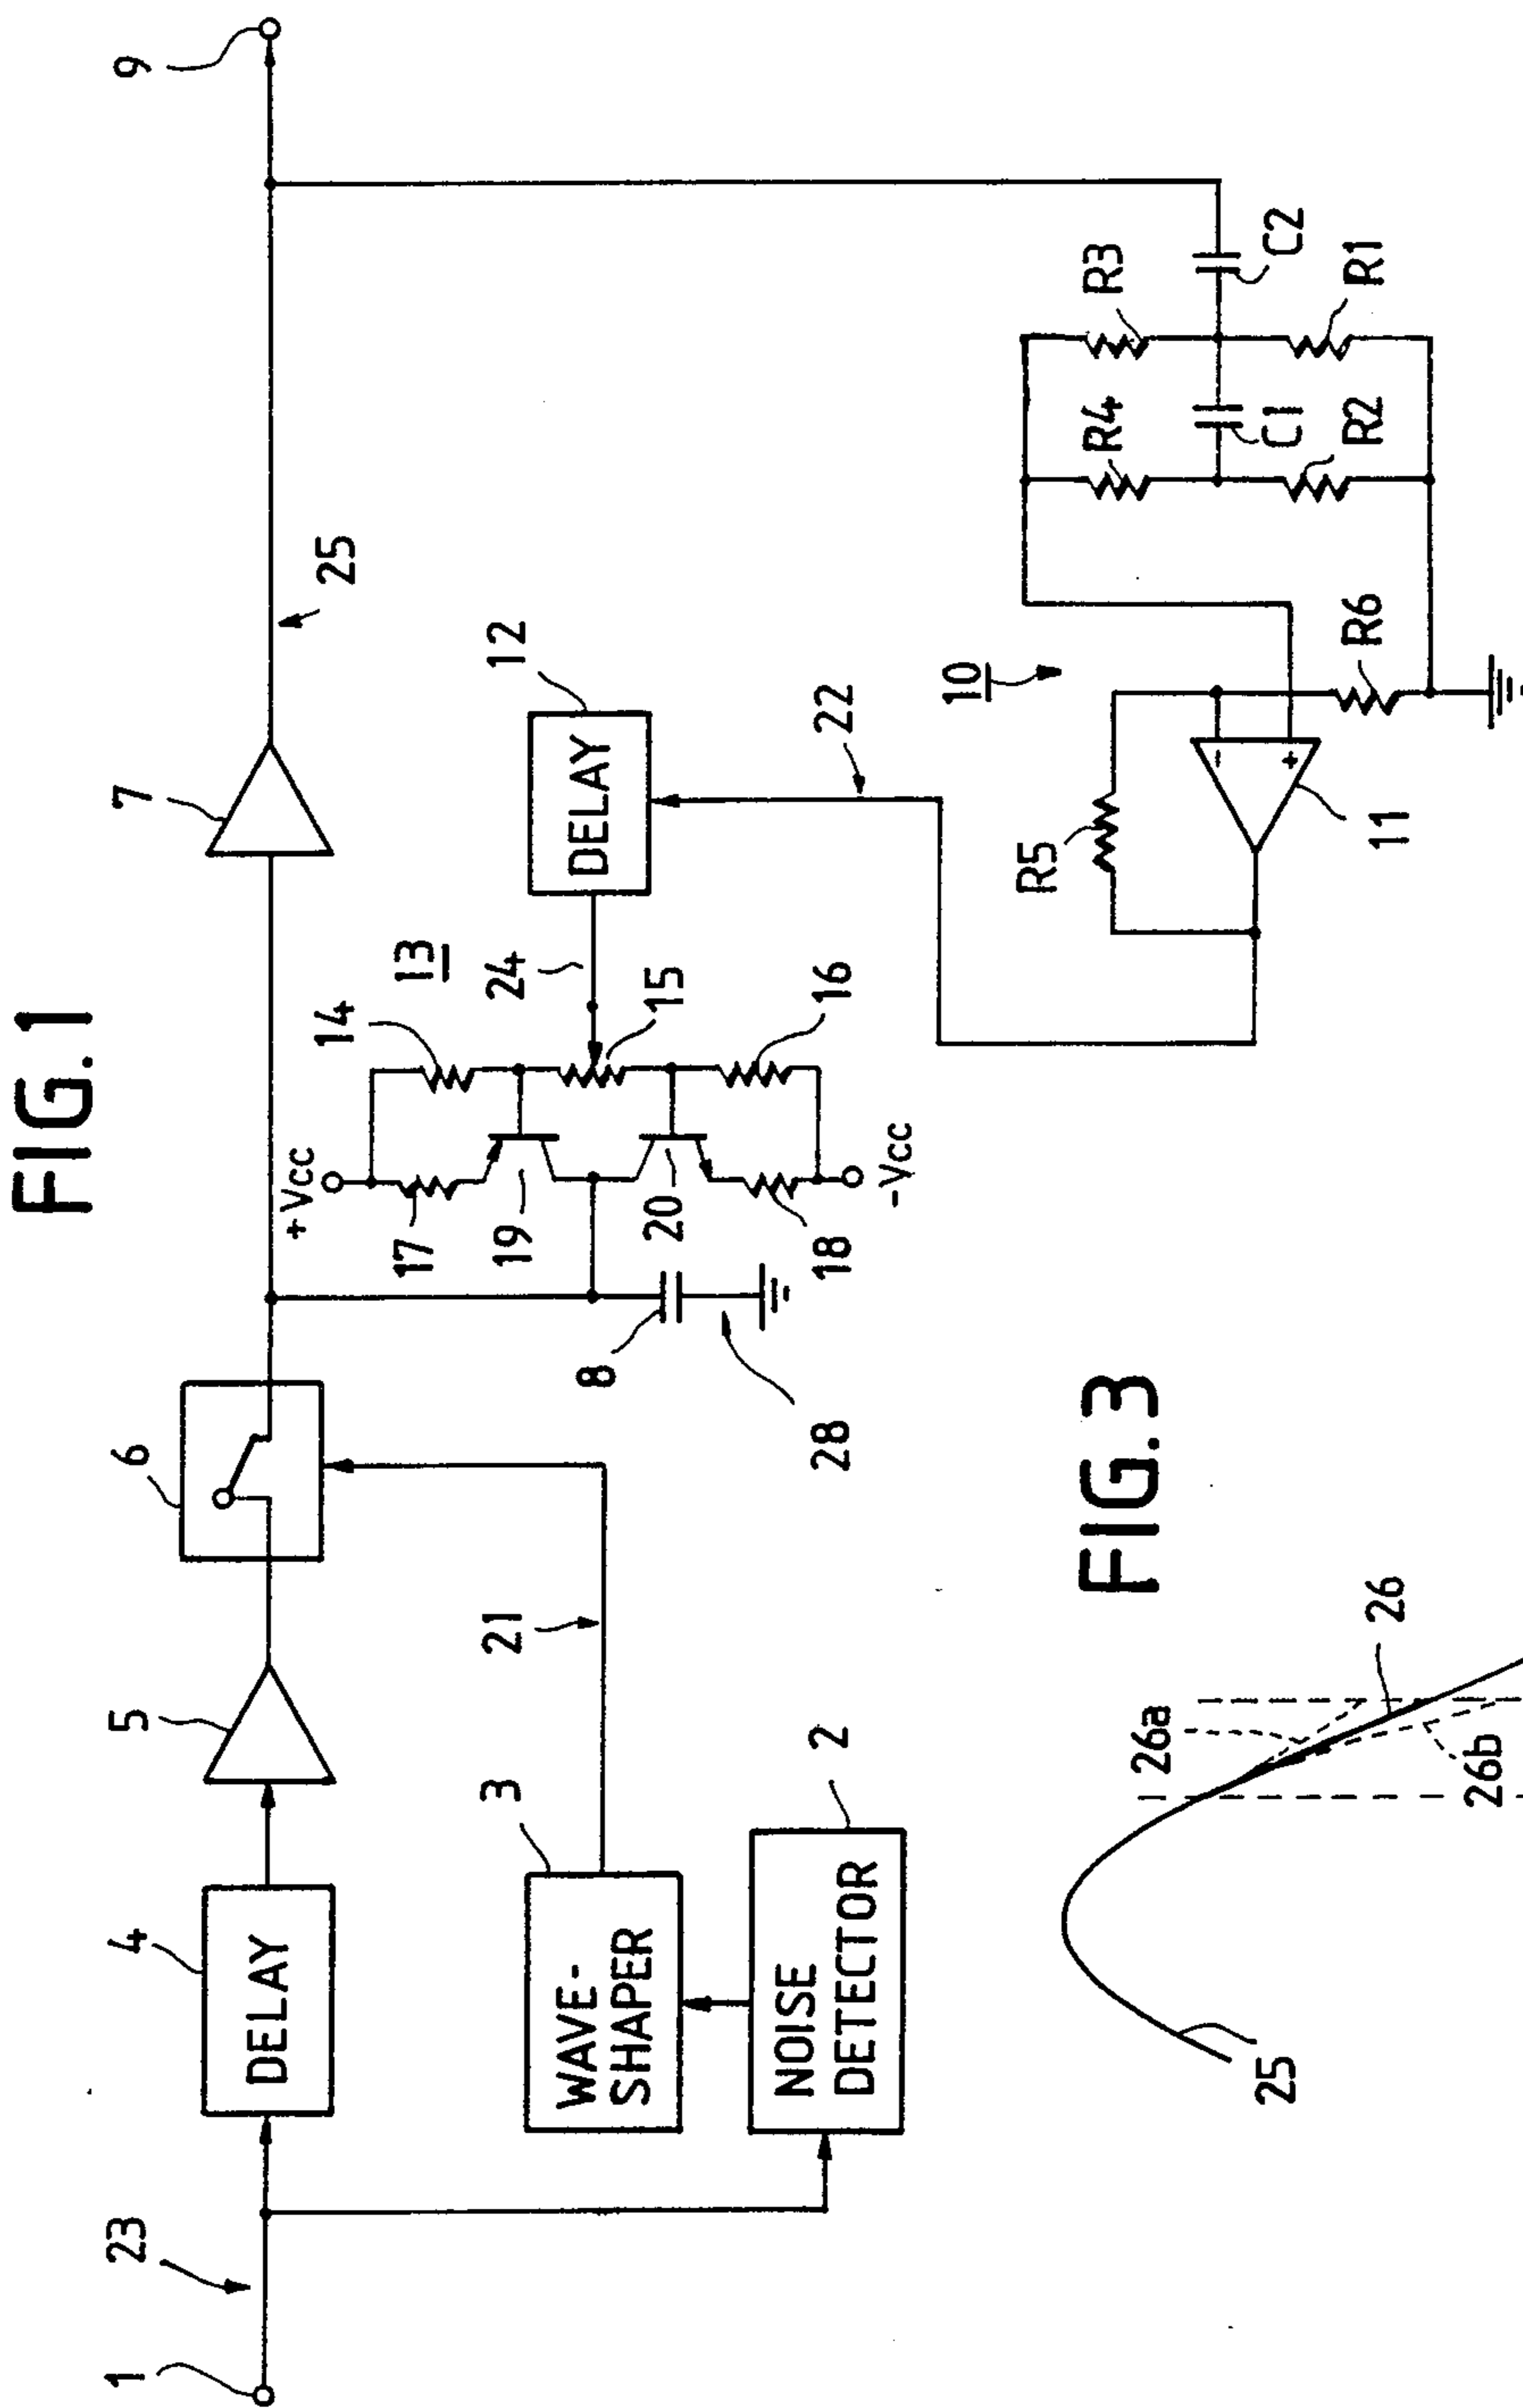 FIG.1
1
23
4
DELAY
5
6
7
25
9
3
WAVE-
SHAPER
21
2
NOISE
DETECTOR
8
28
+Vcc
17
14
13
19
24
15
12
DELAY
20
16
18
-Vcc
22
10
R5
11
-
+
R6
R4
R3
C1
C2
R2
R1
FIG.3
25
26a
26
26b